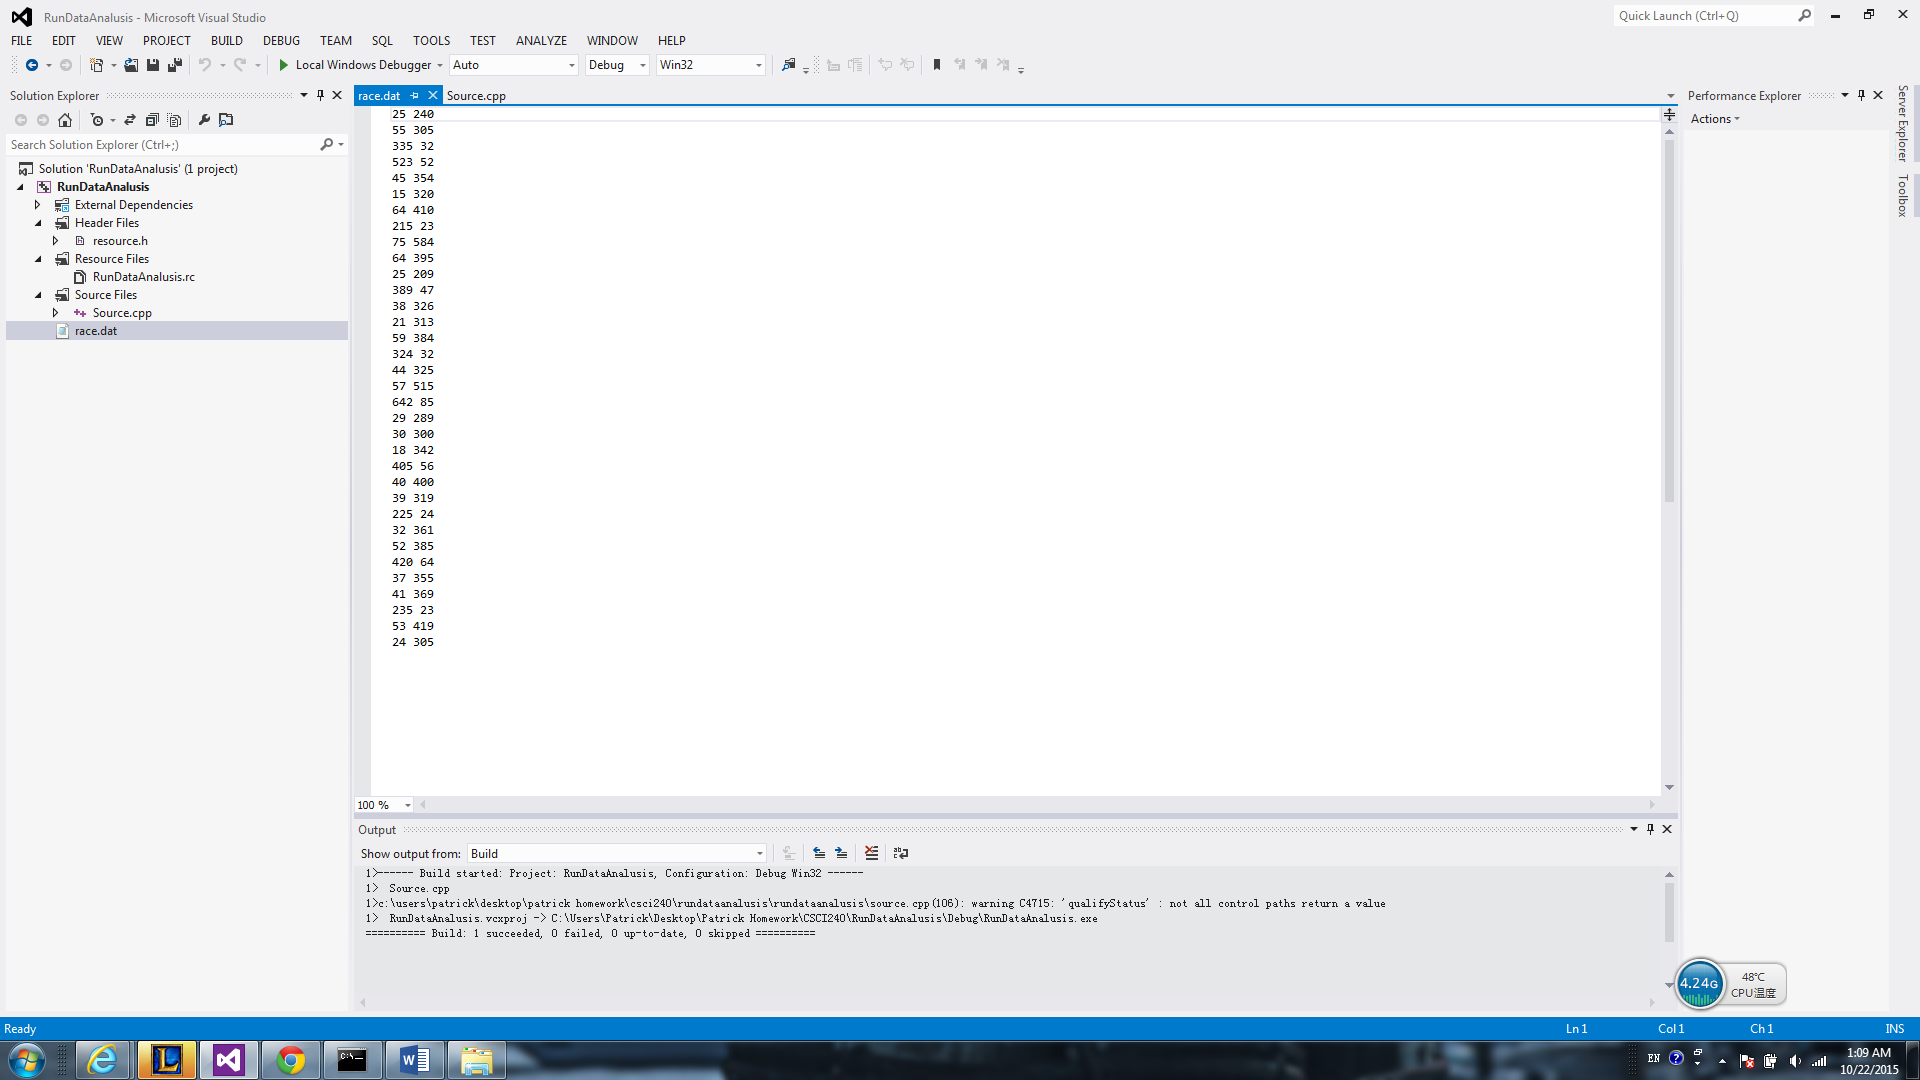 RunDataAnalusis - Microsoft Visual Studio
Quick Launch (Ctrl+Q)
FILE EDIT VIEW PROJECT BUILD DEBUG TEAM SQL TOOLS TEST ANALYZE WINDOW HELP
Local Windows Debugger Auto Debug Win32
Solution Explorer
Search Solution Explorer (Ctrl+;)
Solution 'RunDataAnalusis' (1 project)
RunDataAnalusis
External Dependencies
Header Files
resource.h
Resource Files
RunDataAnalusis.rc
Source Files
Source.cpp
race.dat
race.dat Source.cpp
25 240
55 305
335 32
523 52
45 354
15 320
64 410
215 23
75 584
64 395
25 209
389 47
38 326
21 313
59 384
324 32
44 325
57 515
642 85
29 289
30 300
18 342
405 56
40 400
39 319
225 24
32 361
52 385
420 64
37 355
41 369
235 23
53 419
24 305
100 %
Output
Show output from: Build
1>------ Build started: Project: RunDataAnalusis, Configuration: Debug Win32 ------
1>  Source.cpp
1>c:\users\patrick\desktop\patrick homework\csci240\rundataanalusis\rundataanalusis\source.cpp(106): warning C4715: 'qualifyStatus' : not all control paths return a value
1>  RunDataAnalusis.vcxproj -> C:\Users\Patrick\Desktop\Patrick Homework\CSCI240\RunDataAnalusis\Debug\RunDataAnalusis.exe
========== Build: 1 succeeded, 0 failed, 0 up-to-date, 0 skipped ==========
Performance Explorer
Actions
Server Explorer
Toolbox
4.24G
48℃
CPU温度
Ready
Ln 1 Col 1 Ch 1 INS
EN
1:09 AM
10/22/2015